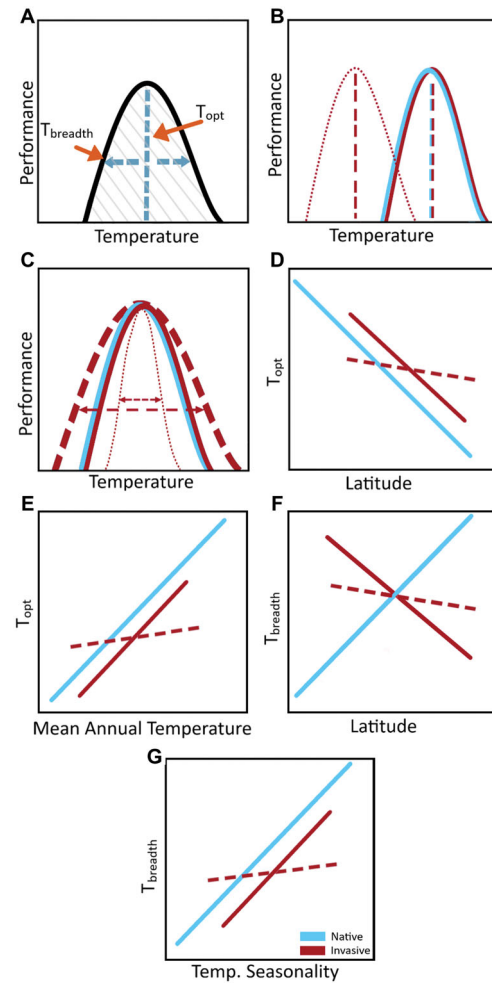 A
Performance
T_breadth
T_opt
Temperature
B
Performance
Temperature
C
Performance
Temperature
D
T_opt
Latitude
E
T_opt
Mean Annual Temperature
F
T_breadth
Latitude
G
T_breadth
Native
Invasive
Temp. Seasonality